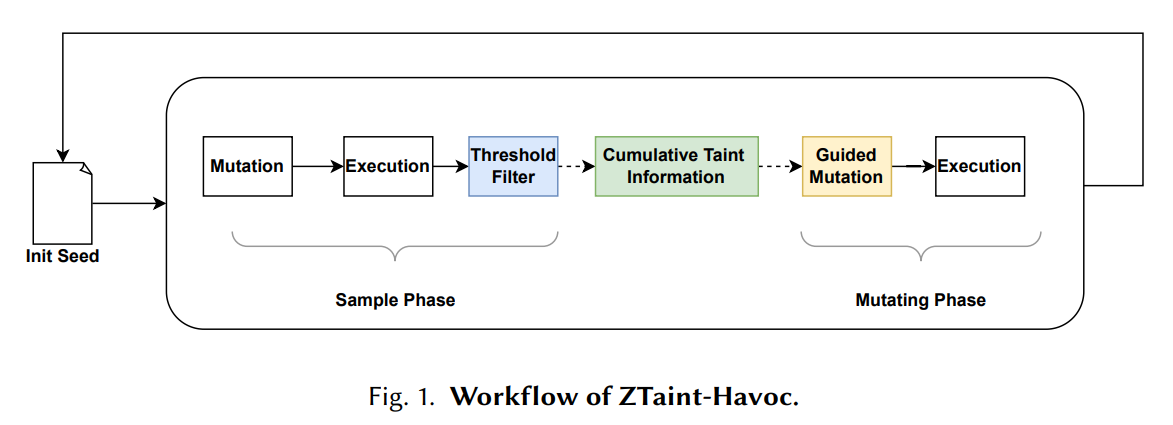 Mutation
Execution
Threshold
Filter
Cumulative Taint
Information
Guided
Mutation
Execution
Init Seed
Sample Phase
Mutating Phase
Fig. 1. Workflow of ZTaint-Havoc.